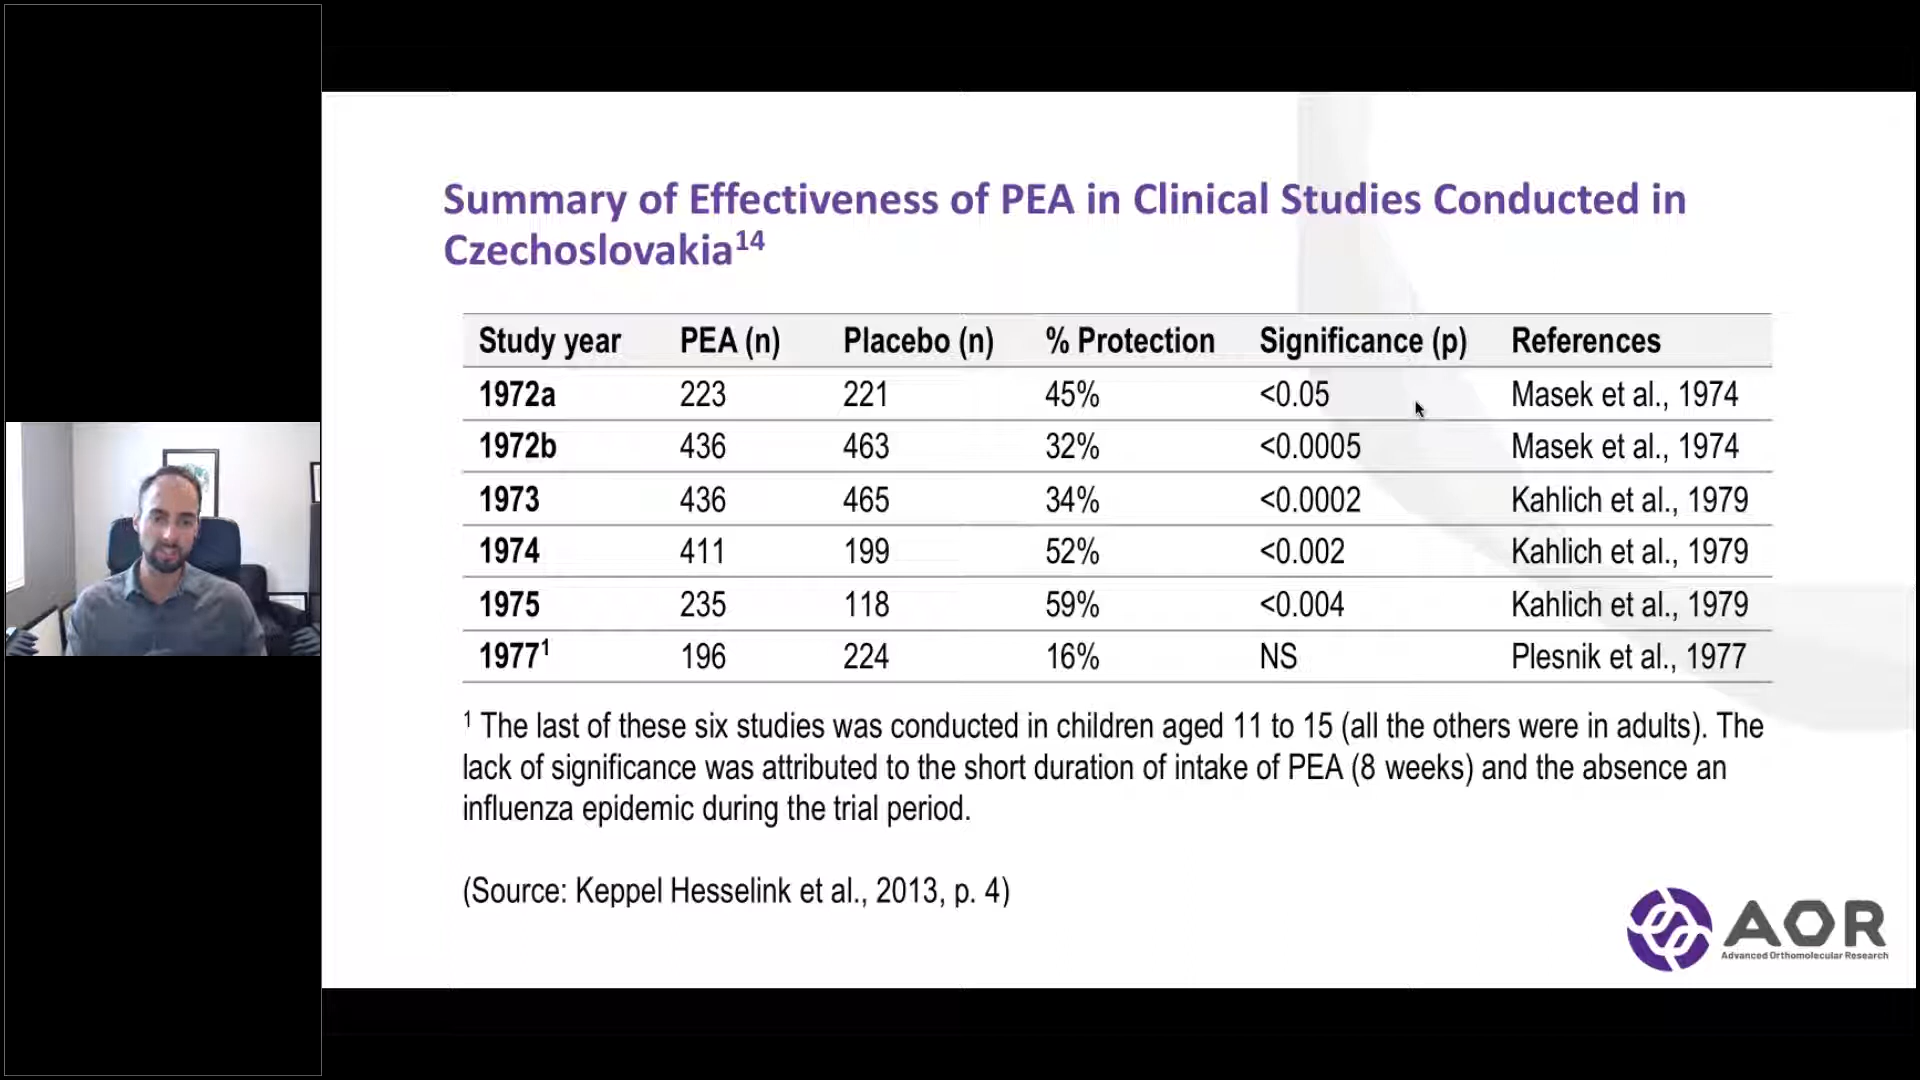 Summary of Effectiveness of PEA in Clinical Studies Conducted in
Czechoslovakia14
Study year PEA (n) Placebo (n) % Protection Significance (p) References
1972a 223 221 45% <0.05 Masek et al., 1974
1972b 436 463 32% <0.0005 Masek et al., 1974
1973 436 465 34% <0.0002 Kahlich et al., 1979
1974 411 199 52% <0.002 Kahlich et al., 1979
1975 235 118 59% <0.004 Kahlich et al., 1979
1977¹ 196 224 16% NS Plesnik et al., 1977
¹ The last of these six studies was conducted in children aged 11 to 15 (all the others were in adults). The
lack of significance was attributed to the short duration of intake of PEA (8 weeks) and the absence an
influenza epidemic during the trial period.
(Source: Keppel Hesselink et al., 2013, p. 4)
AOR
Advanced Orthomolecular Research